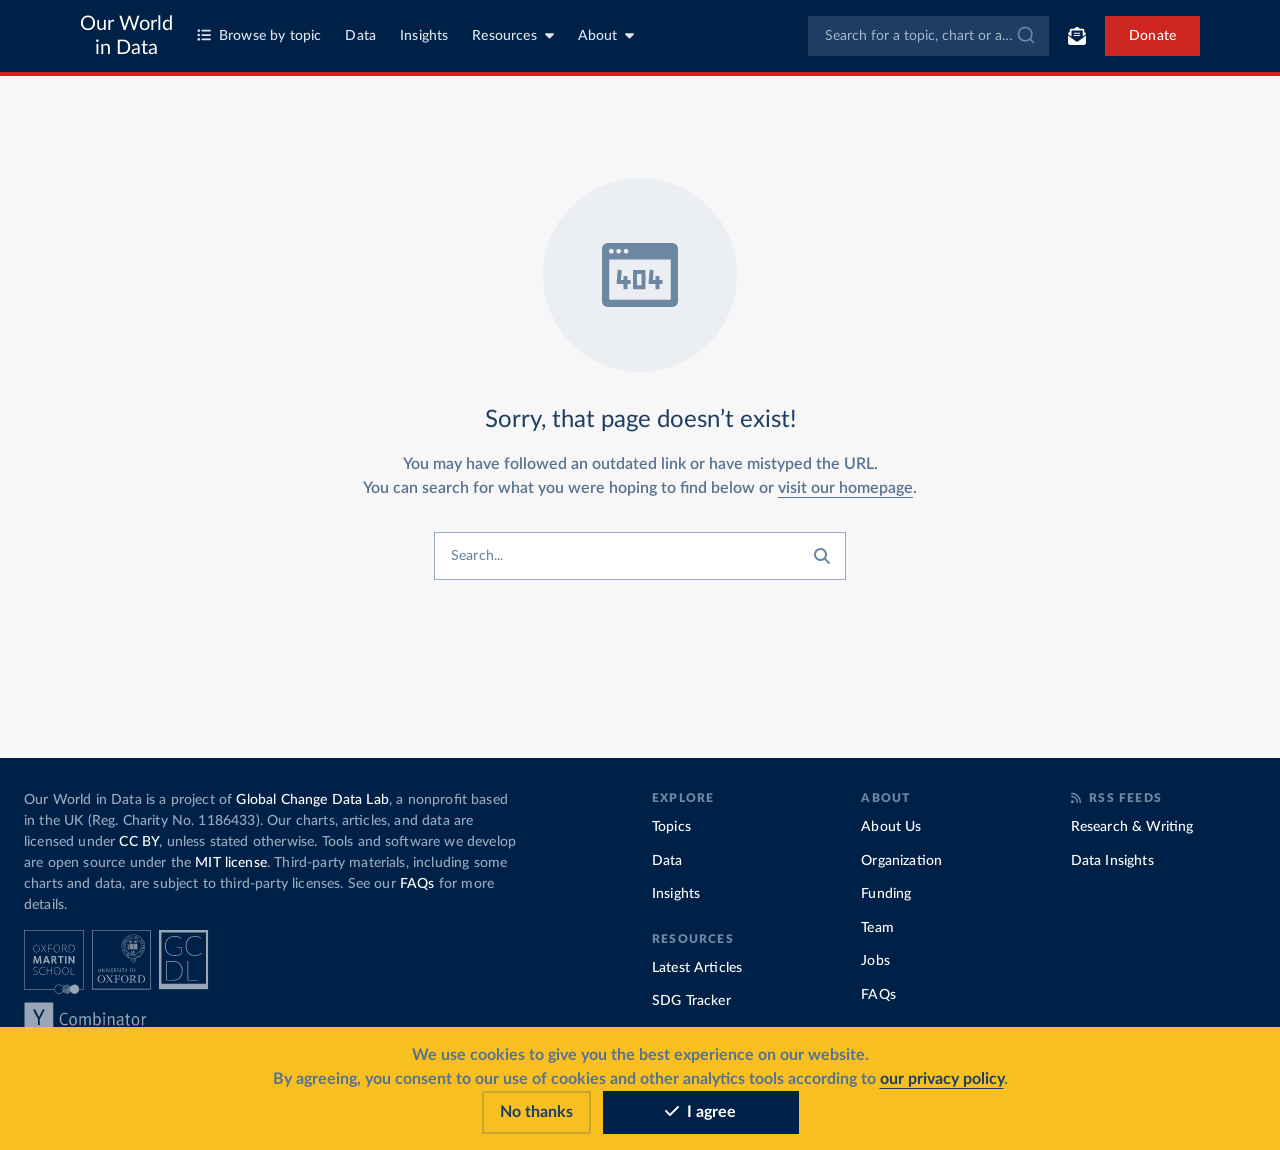 Our World
in Data
Browse by topic
Data
Insights
Resources
About
Search for a topic, chart or a...
Donate
404
Sorry, that page doesn’t exist!
You may have followed an outdated link or have mistyped the URL.
You can search for what you were hoping to find below or visit our homepage.
Search...
Our World in Data is a project of Global Change Data Lab, a nonprofit based
in the UK (Reg. Charity No. 1186433). Our charts, articles, and data are
licensed under CC BY, unless stated otherwise. Tools and software we develop
are open source under the MIT license. Third-party materials, including some
charts and data, are subject to third-party licenses. See our FAQs for more
details.
OXFORD
MARTIN
SCHOOL
UNIVERSITY OF
OXFORD
GC
DL
Y Combinator
EXPLORE
Topics
Data
Insights
RESOURCES
Latest Articles
SDG Tracker
ABOUT
About Us
Organization
Funding
Team
Jobs
FAQs
RSS FEEDS
Research & Writing
Data Insights
We use cookies to give you the best experience on our website.
By agreeing, you consent to our use of cookies and other analytics tools according to our privacy policy.
No thanks
I agree